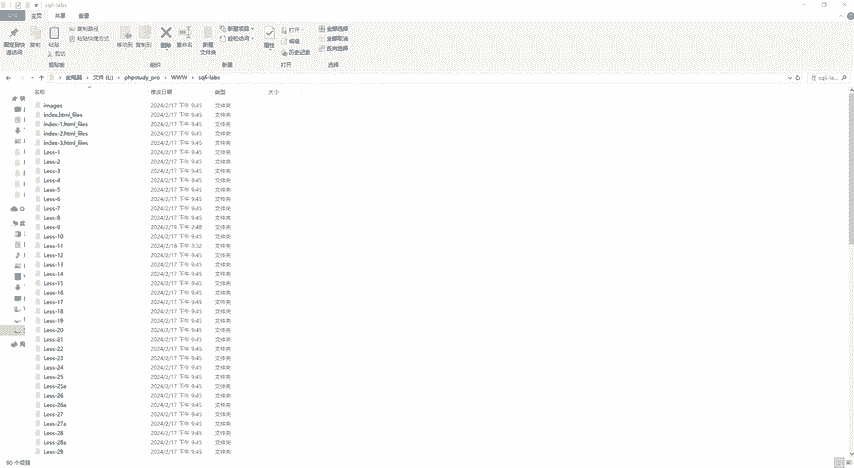 sqli-labs
主页 共享 查看
固定到快速访问 复制 粘贴 复制路径 粘贴快捷方式 剪切 移动到 复制到 删除 重命名 新建文件夹 新建项目 轻松访问 属性 打开 编辑 历史记录 全部选择 全部取消 反向选择
剪贴板 组织 新建 打开 选择
此电脑 文件 (L:) phpstudy_pro WWW sqli-labs
名称 修改日期 类型 大小
images 2024/2/17 下午 9:45 文件夹
index.html_files 2024/2/17 下午 9:45 文件夹
index-1.html_files 2024/2/17 下午 9:45 文件夹
index-2.html_files 2024/2/17 下午 9:45 文件夹
index-3.html_files 2024/2/17 下午 9:45 文件夹
Less-1 2024/2/17 下午 9:45 文件夹
Less-2 2024/2/17 下午 9:45 文件夹
Less-3 2024/2/17 下午 9:45 文件夹
Less-4 2024/2/17 下午 9:45 文件夹
Less-5 2024/2/17 下午 9:45 文件夹
Less-6 2024/2/17 下午 9:45 文件夹
Less-7 2024/2/17 下午 9:45 文件夹
Less-8 2024/2/17 下午 9:45 文件夹
Less-9 2024/2/19 下午 2:48 文件夹
Less-10 2024/2/17 下午 9:45 文件夹
Less-11 2024/2/18 下午 3:32 文件夹
Less-12 2024/2/17 下午 9:45 文件夹
Less-13 2024/2/17 下午 9:45 文件夹
Less-14 2024/2/17 下午 9:45 文件夹
Less-15 2024/2/17 下午 9:45 文件夹
Less-16 2024/2/17 下午 9:45 文件夹
Less-17 2024/2/17 下午 9:45 文件夹
Less-18 2024/2/17 下午 9:45 文件夹
Less-19 2024/2/17 下午 9:45 文件夹
Less-20 2024/2/17 下午 9:45 文件夹
Less-21 2024/2/17 下午 9:45 文件夹
Less-22 2024/2/17 下午 9:45 文件夹
Less-23 2024/2/17 下午 9:45 文件夹
Less-24 2024/2/17 下午 9:45 文件夹
Less-25 2024/2/17 下午 9:45 文件夹
Less-25a 2024/2/17 下午 9:45 文件夹
Less-26 2024/2/17 下午 9:45 文件夹
Less-26a 2024/2/17 下午 9:45 文件夹
Less-27 2024/2/17 下午 9:45 文件夹
Less-27a 2024/2/17 下午 9:45 文件夹
Less-28 2024/2/17 下午 9:45 文件夹
Less-28a 2024/2/17 下午 9:45 文件夹
Less-29 2024/2/17 下午 9:45 文件夹
90 个项目